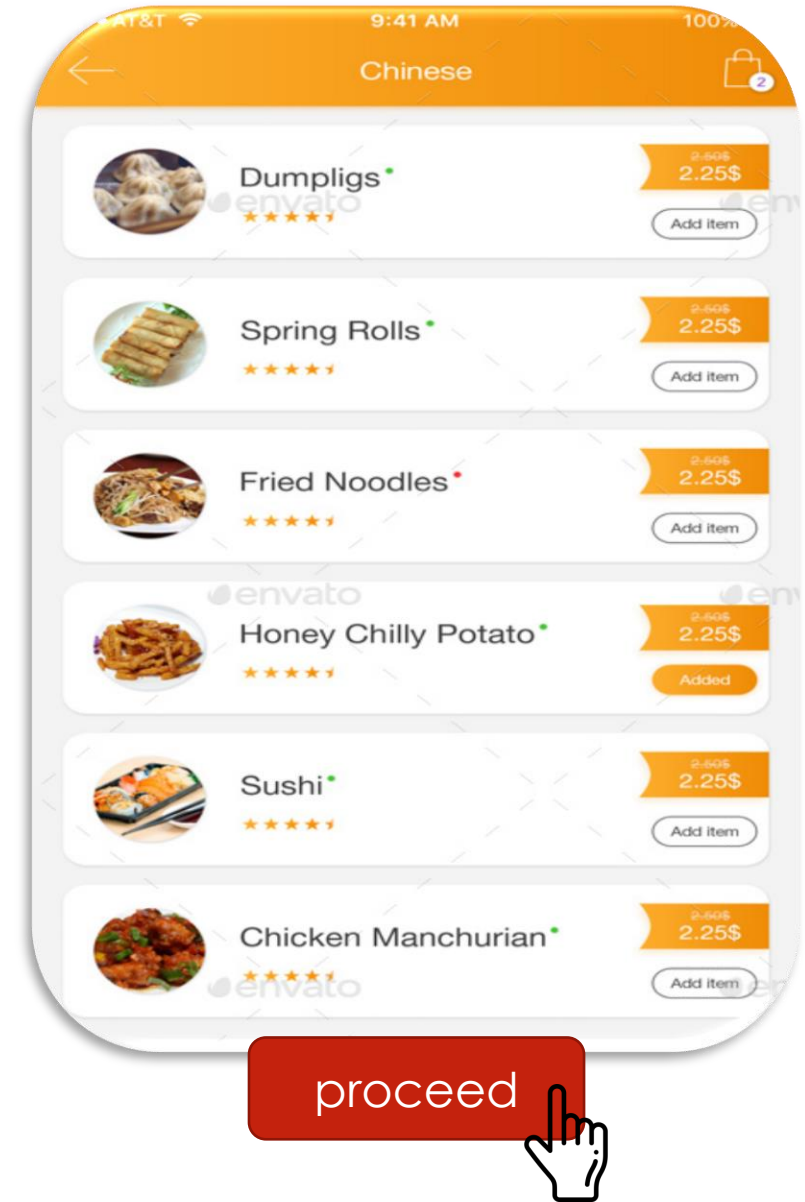 AT&T 9:41 AM 100%
Chinese
2
Dumpligs
2.50$
2.25$
Add item
envato
Spring Rolls
2.50$
2.25$
Add item
Fried Noodles
2.50$
2.25$
Add item
envato
Honey Chilly Potato
2.50$
2.25$
Added
Sushi
2.50$
2.25$
Add item
Chicken Manchurian
2.50$
2.25$
Add item
envato
proceed